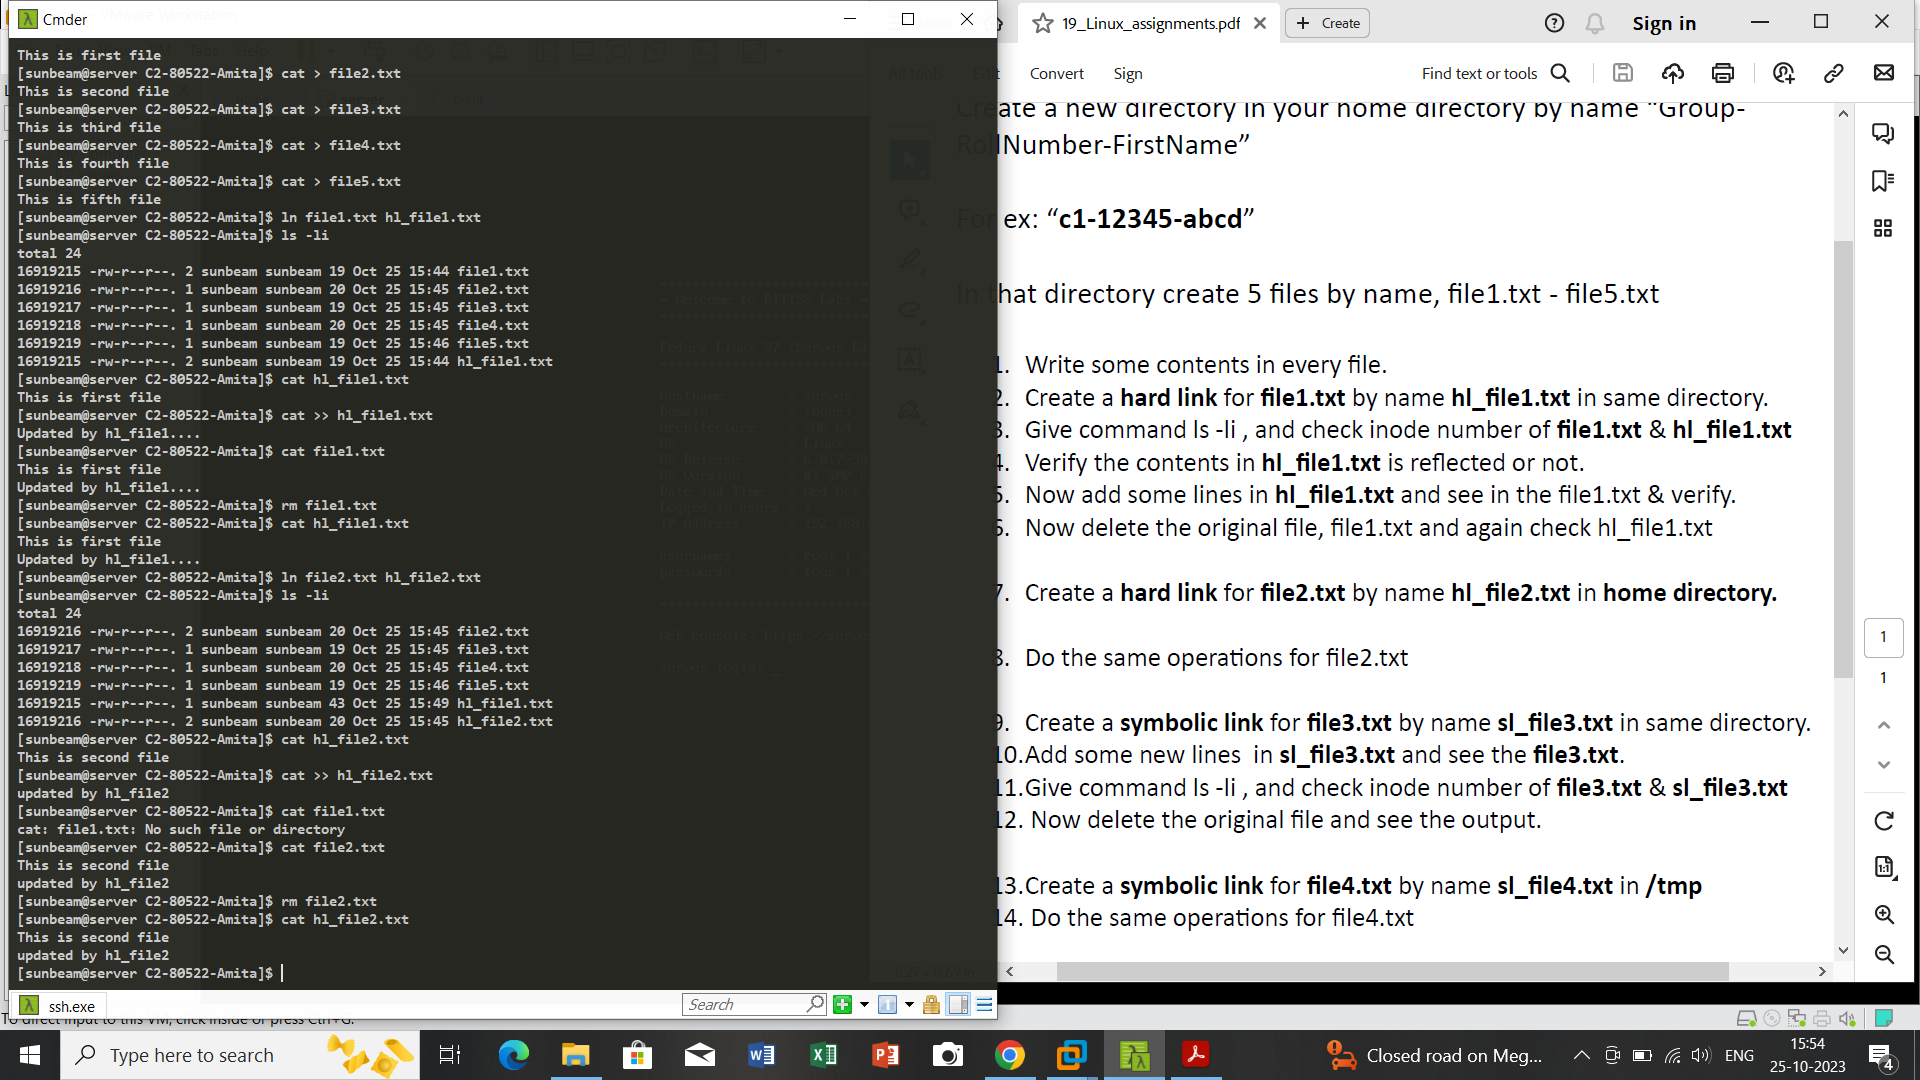 Cmder
This is first file
[sunbeam@server C2-80522-Amita]$ cat > file2.txt
This is second file
[sunbeam@server C2-80522-Amita]$ cat > file3.txt
This is third file
[sunbeam@server C2-80522-Amita]$ cat > file4.txt
This is fourth file
[sunbeam@server C2-80522-Amita]$ cat > file5.txt
This is fifth file
[sunbeam@server C2-80522-Amita]$ ln file1.txt hl_file1.txt
[sunbeam@server C2-80522-Amita]$ ls -li
total 24
16919215 -rw-r--r--. 2 sunbeam sunbeam 19 Oct 25 15:44 file1.txt
16919216 -rw-r--r--. 1 sunbeam sunbeam 20 Oct 25 15:45 file2.txt
16919217 -rw-r--r--. 1 sunbeam sunbeam 19 Oct 25 15:45 file3.txt
16919218 -rw-r--r--. 1 sunbeam sunbeam 20 Oct 25 15:45 file4.txt
16919219 -rw-r--r--. 1 sunbeam sunbeam 19 Oct 25 15:46 file5.txt
16919215 -rw-r--r--. 2 sunbeam sunbeam 19 Oct 25 15:44 hl_file1.txt
[sunbeam@server C2-80522-Amita]$ cat hl_file1.txt
This is first file
[sunbeam@server C2-80522-Amita]$ cat >> hl_file1.txt
Updated by hl_file1....
[sunbeam@server C2-80522-Amita]$ cat file1.txt
This is first file
Updated by hl_file1....
[sunbeam@server C2-80522-Amita]$ rm file1.txt
[sunbeam@server C2-80522-Amita]$ cat hl_file1.txt
This is first file
Updated by hl_file1....
[sunbeam@server C2-80522-Amita]$ ln file2.txt hl_file2.txt
[sunbeam@server C2-80522-Amita]$ ls -li
total 24
16919216 -rw-r--r--. 2 sunbeam sunbeam 20 Oct 25 15:45 file2.txt
16919217 -rw-r--r--. 1 sunbeam sunbeam 19 Oct 25 15:45 file3.txt
16919218 -rw-r--r--. 1 sunbeam sunbeam 20 Oct 25 15:45 file4.txt
16919219 -rw-r--r--. 1 sunbeam sunbeam 19 Oct 25 15:46 file5.txt
16919215 -rw-r--r--. 1 sunbeam sunbeam 43 Oct 25 15:49 hl_file1.txt
16919216 -rw-r--r--. 2 sunbeam sunbeam 20 Oct 25 15:45 hl_file2.txt
[sunbeam@server C2-80522-Amita]$ cat hl_file2.txt
This is second file
[sunbeam@server C2-80522-Amita]$ cat >> hl_file2.txt
updated by hl_file2
[sunbeam@server C2-80522-Amita]$ cat file1.txt
cat: file1.txt: No such file or directory
[sunbeam@server C2-80522-Amita]$ cat file2.txt
This is second file
updated by hl_file2
[sunbeam@server C2-80522-Amita]$ rm file2.txt
[sunbeam@server C2-80522-Amita]$ cat hl_file2.txt
This is second file
updated by hl_file2
[sunbeam@server C2-80522-Amita]$
ssh.exe
Search
19_Linux_assignments.pdf
Create
Sign in
All tools Edit Convert Sign
Find text or tools
Create a new directory in your home directory by name “Group-
RollNumber-FirstName”
For ex: “c1-12345-abcd”
In that directory create 5 files by name, file1.txt - file5.txt
1. Write some contents in every file.
2. Create a hard link for file1.txt by name hl_file1.txt in same directory.
3. Give command ls -li , and check inode number of file1.txt & hl_file1.txt
4. Verify the contents in hl_file1.txt is reflected or not.
5. Now add some lines in hl_file1.txt and see in the file1.txt & verify.
6. Now delete the original file, file1.txt and again check hl_file1.txt
7. Create a hard link for file2.txt by name hl_file2.txt in home directory.
8. Do the same operations for file2.txt
9. Create a symbolic link for file3.txt by name sl_file3.txt in same directory.
10.Add some new lines in sl_file3.txt and see the file3.txt.
11.Give command ls -li , and check inode number of file3.txt & sl_file3.txt
12. Now delete the original file and see the output.
13.Create a symbolic link for file4.txt by name sl_file4.txt in /tmp
14. Do the same operations for file4.txt
1
1
To direct input to this VM, click inside or press Ctrl+G.
Type here to search
Closed road on Meg...
ENG
15:54
25-10-2023
4